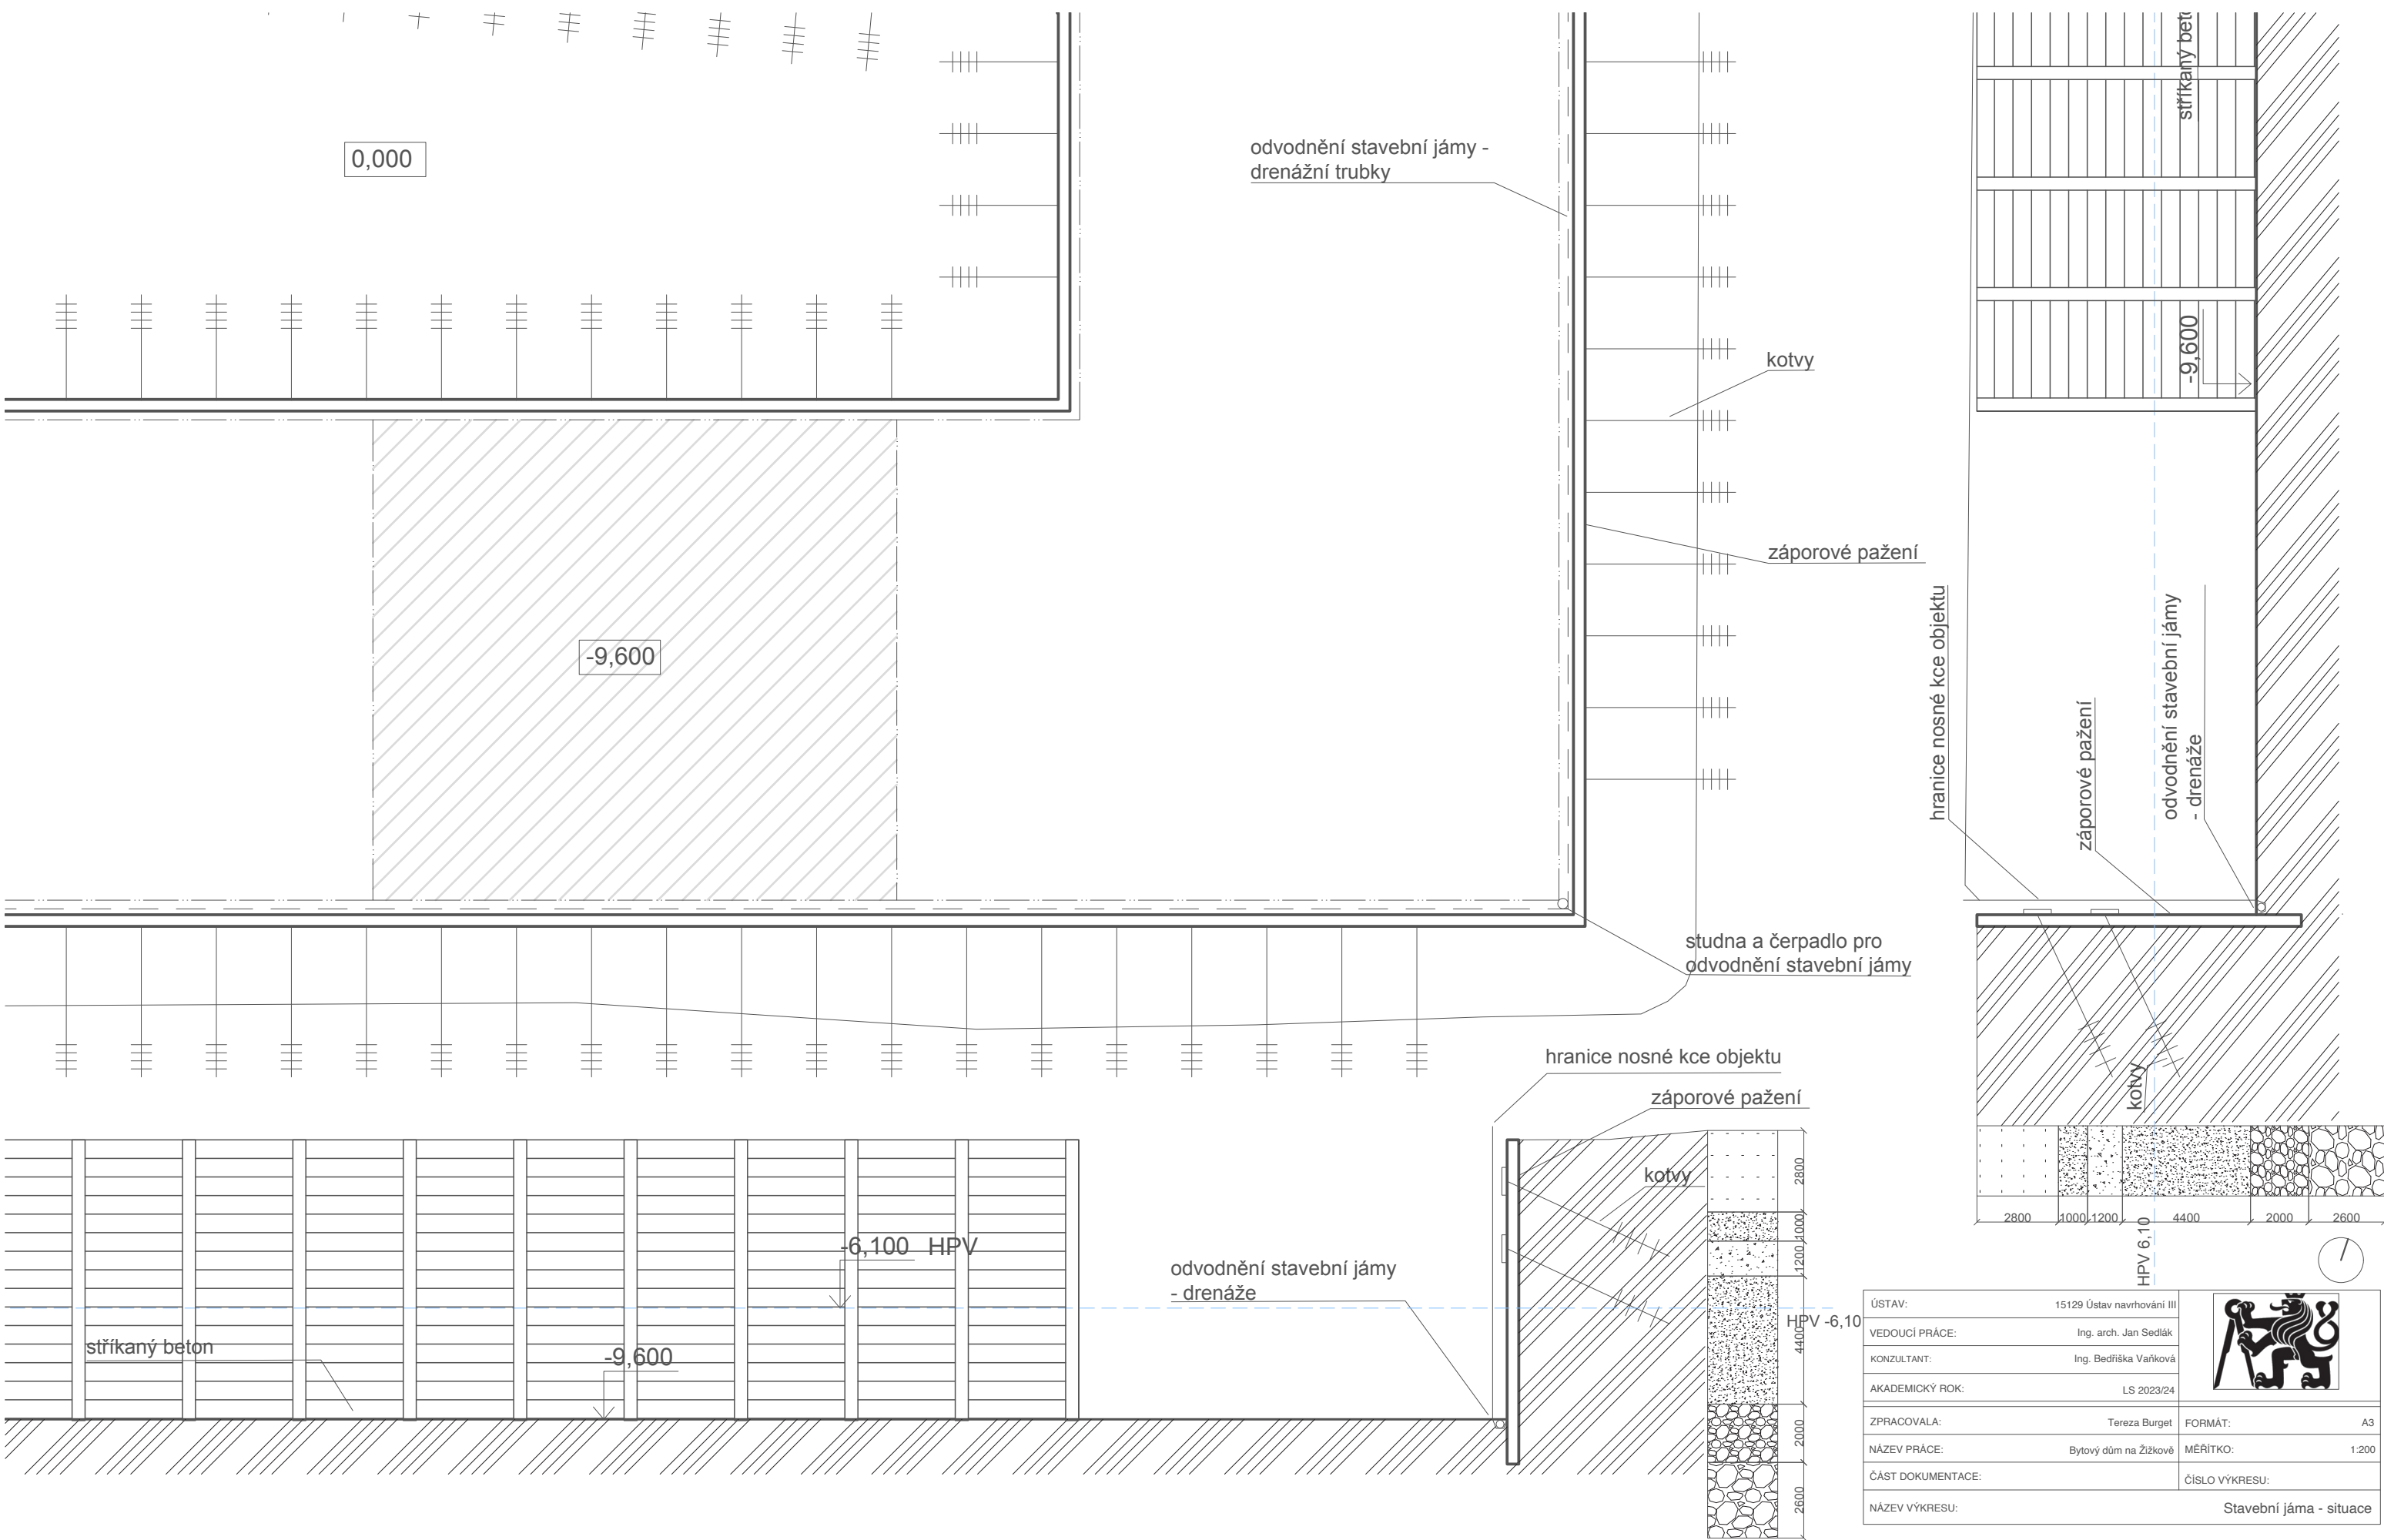 0,000
odvodnění stavební jámy -
drenážní trubky
kotvy
záporové pažení
-9,600
studna a čerpadlo pro
odvodnění stavební jámy
-9,600
hranice nosné kce objektu
záporové pažení
odvodnění stavební jámy
- drenáže
kotvy
2800
1000
1200
4400
2000
2600
HPV 6,10
hranice nosné kce objektu
záporové pažení
kotvy
-6,100 HPV
odvodnění stavební jámy
- drenáže
stříkaný beton
-9,600
2800
1000
1200
4400
2000
2600
HPV -6,10
ÚSTAV: 15129 Ústav navrhování III
VEDOUCÍ PRÁCE: Ing. arch. Jan Sedlák
KONZULTANT: Ing. Bedřiška Vaňková
AKADEMICKÝ ROK: LS 2023/24
ZPRACOVALA: Tereza Burget FORMÁT: A3
NÁZEV PRÁCE: Bytový dům na Žižkově MĚŘÍTKO: 1:200
ČÁST DOKUMENTACE: ČÍSLO VÝKRESU:
NÁZEV VÝKRESU: Stavební jáma - situace